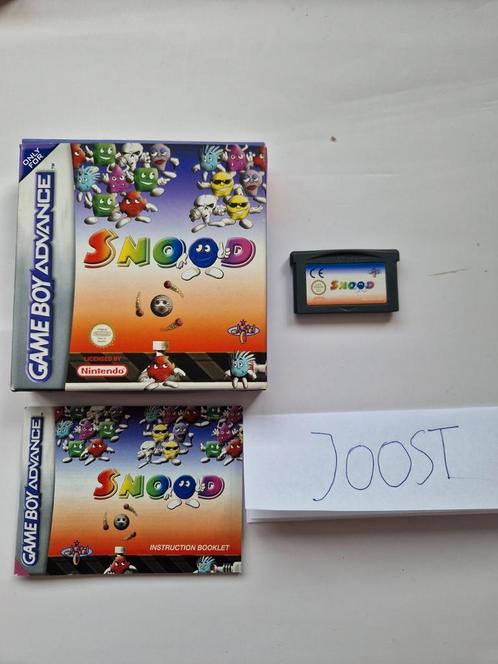 ONLY
FOR
GAME BOY ADVANCE
SNOOD
LICENSED BY
Nintendo
CE
SNOOD
GAME BOY ADVANCE
SNOOD
INSTRUCTION BOOKLET
JOOST